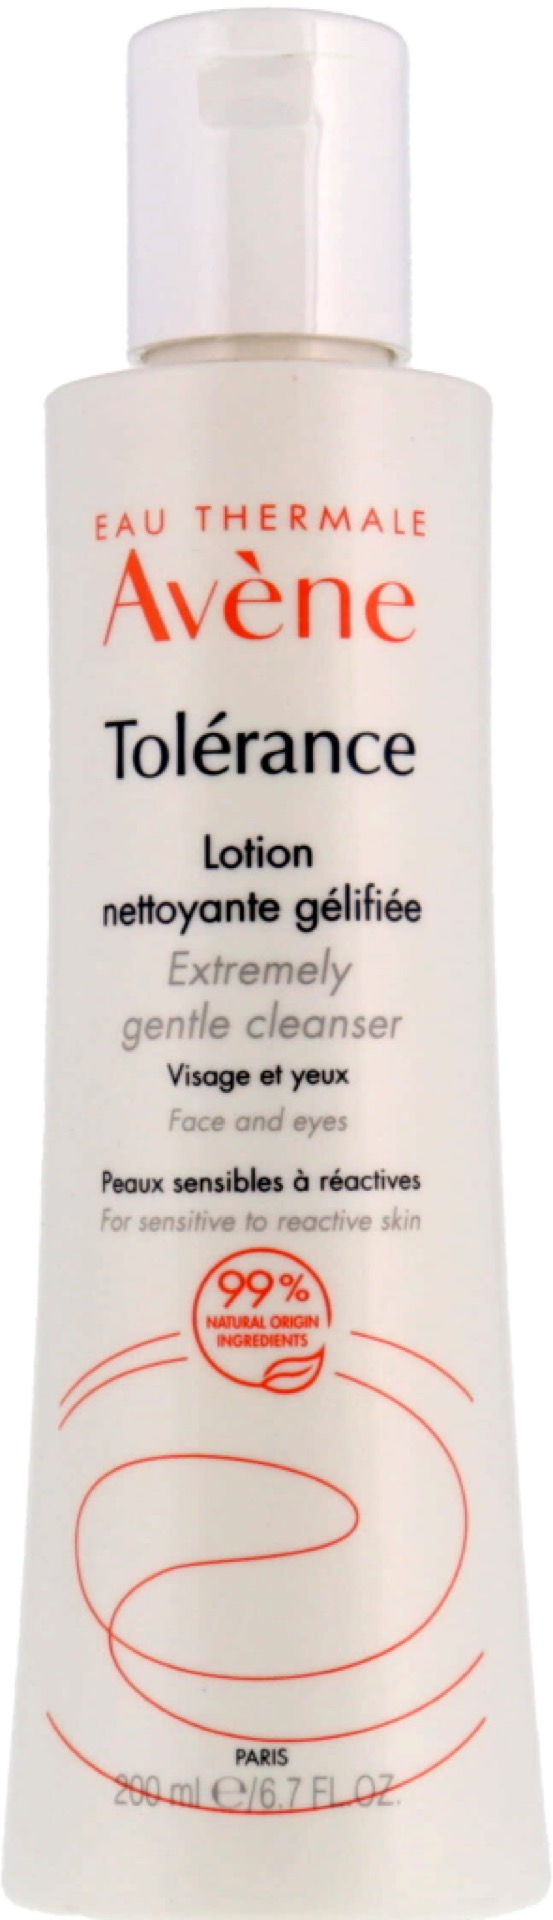 EAU THERMALE
Avène
Tolérance
Lotion
nettoyante gélifiée
Extremely
gentle cleanser
Visage et yeux
Face and eyes
Peaux sensibles à réactives
For sensitive to reactive skin
99%
NATURAL ORIGIN
INGREDIENTS
PARIS
200 ml ℮/6.7 FL.OZ.